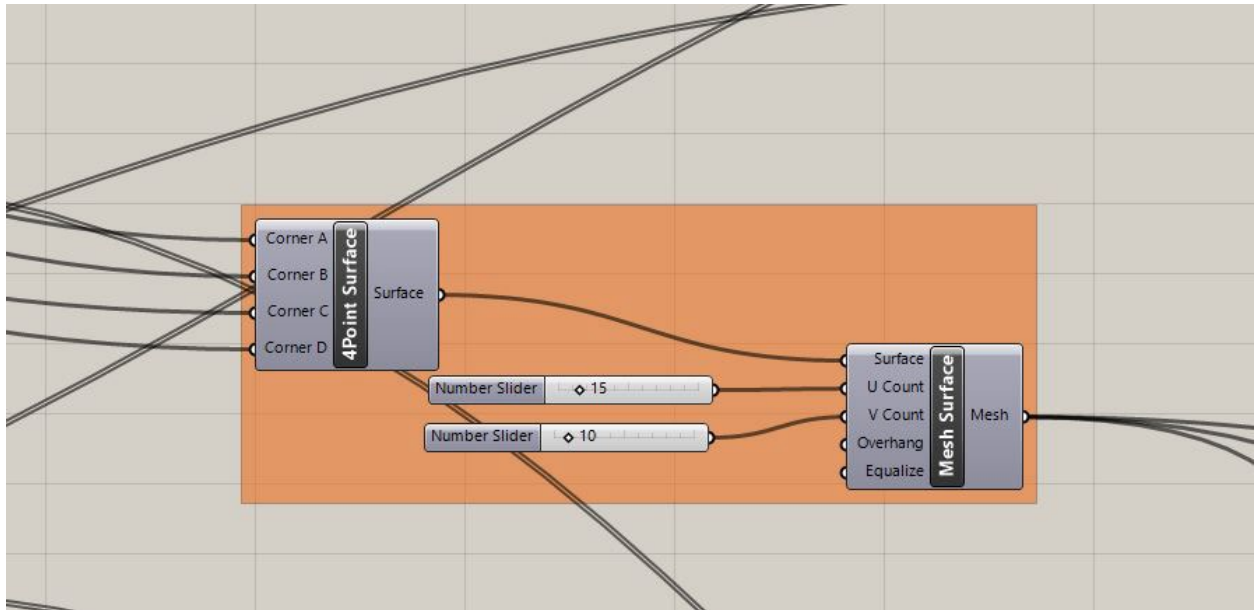 Corner A
Corner B
Corner C
Corner D
4Point Surface
Surface
Number Slider 15
Number Slider 10
Surface
U Count
V Count
Overhang
Equalize
Mesh Surface
Mesh